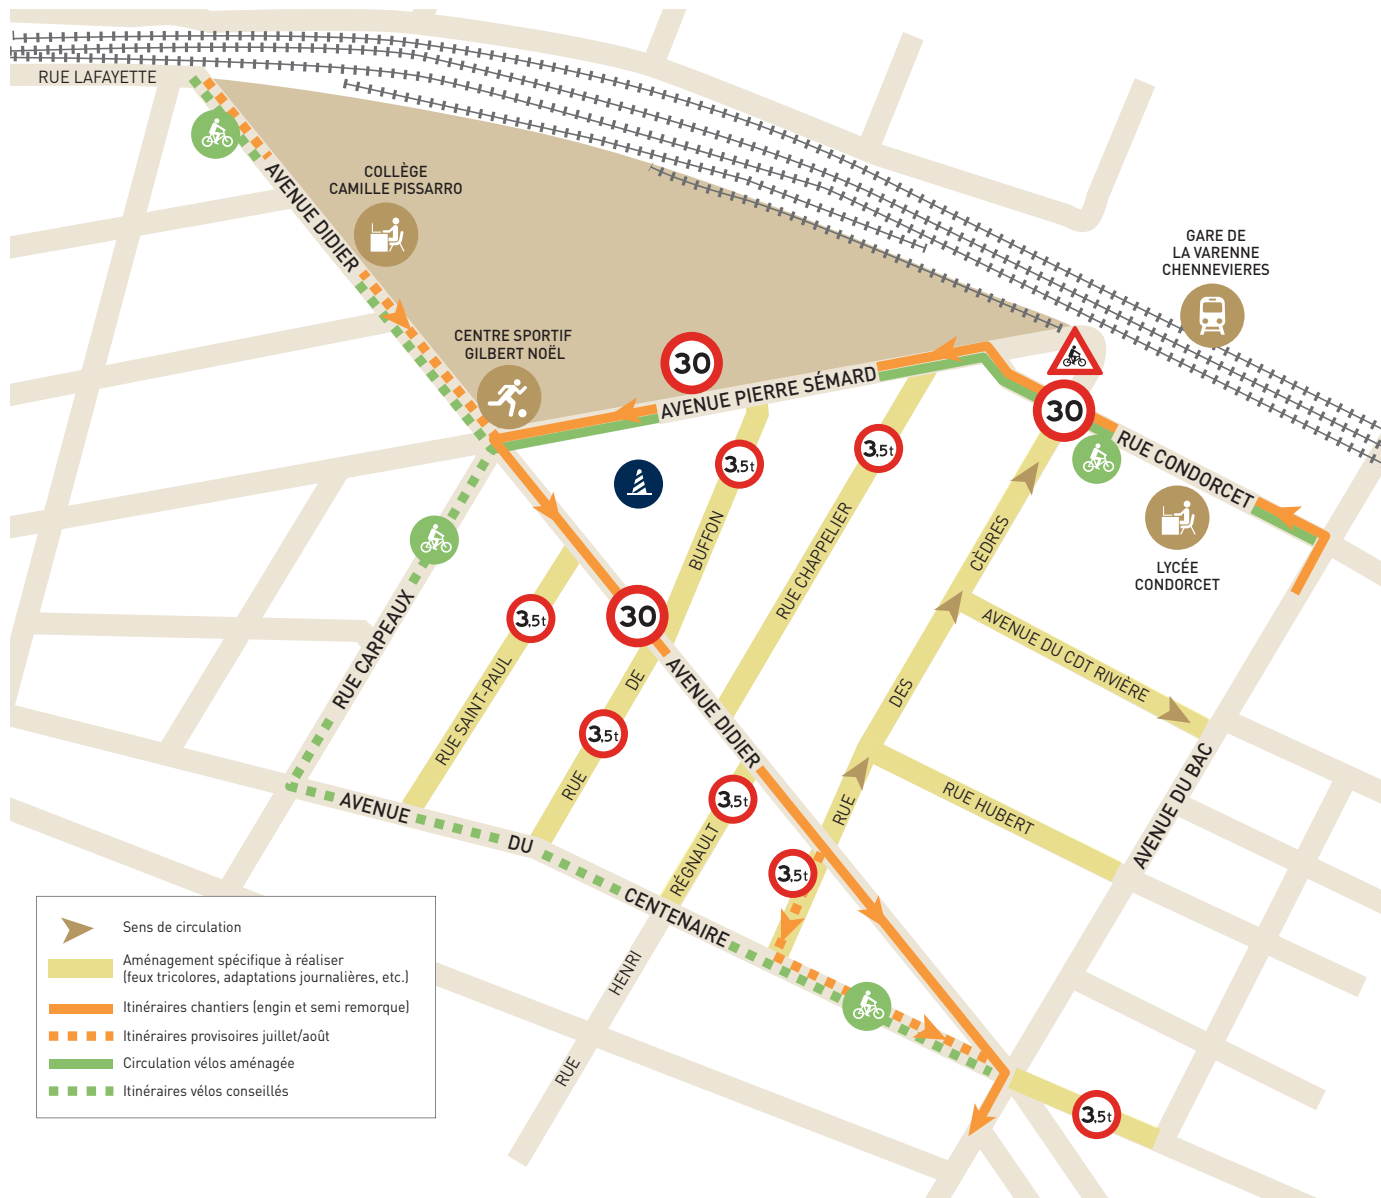 RUE LAFAYETTE
COLLÈGE
CAMILLE PISSARRO
AVENUE DIDIER
GARE DE
LA VARENNE
CHENNEVIERES
CENTRE SPORTIF
GILBERT NOËL
30
AVENUE PIERRE SÉMARD
30
RUE CONDORCET
3,5t
3,5t
LYCÉE
CONDORCET
BUFFON
RUE CHAPPELIER
CÈDRES
RUE CARPEAUX
3,5t
30
AVENUE DU CDT RIVIÈRE
RUE SAINT-PAUL
DE
AVENUE DIDIER
DES
3,5t
RUE
AVENUE DU BAC
3,5t
RUE
RUE HUBERT
AVENUE
DU
RÉGNAULT
3,5t
CENTENAIRE
HENRI
RUE
3,5t
Sens de circulation
Aménagement spécifique à réaliser
(feux tricolores, adaptations journalières, etc.)
Itinéraires chantiers (engin et semi remorque)
Itinéraires provisoires juillet/août
Circulation vélos aménagée
Itinéraires vélos conseillés